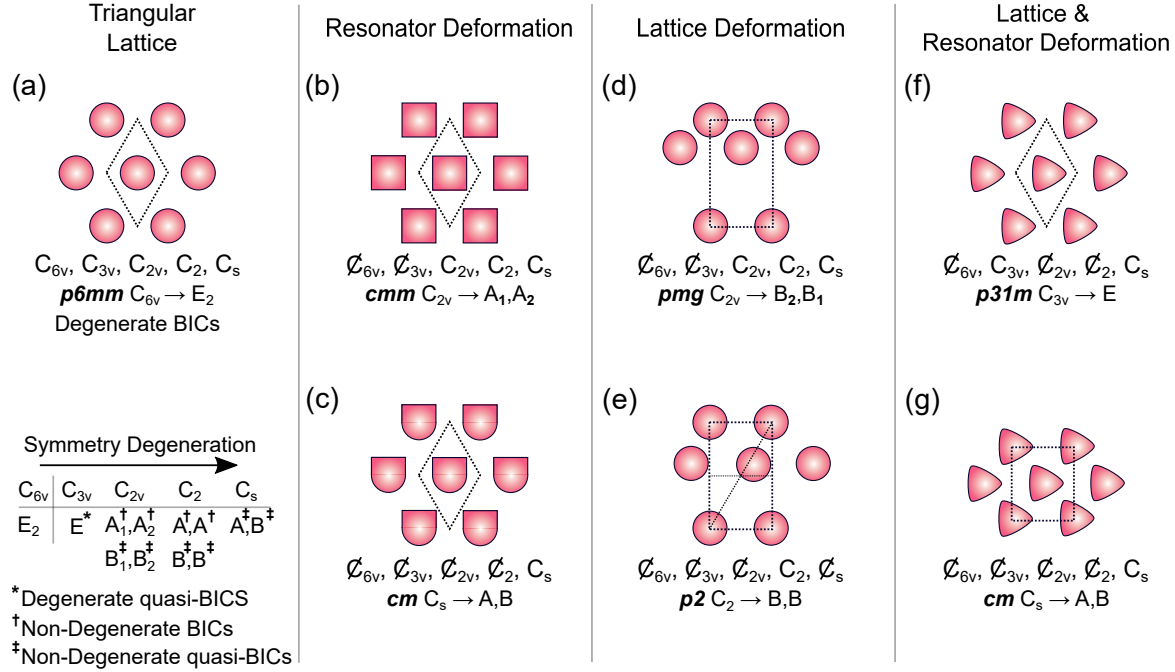 Triangular
Lattice
(a)
C₆ᵥ, C₃ᵥ, C₂ᵥ, C₂, Cₛ
p6mm C₆ᵥ → E₂
Degenerate BICs
Symmetry Degeneration
C₆ᵥ C₃ᵥ C₂ᵥ C₂ Cₛ
E₂ E* A₁†,A₂† A†,A† A‡,B‡
B₁‡,B₂‡ B‡,B‡
*Degenerate quasi-BICS
†Non-Degenerate BICs
‡Non-Degenerate quasi-BICs
Resonator Deformation
(b)
C̸₆ᵥ, C̸₃ᵥ, C₂ᵥ, C₂, Cₛ
cmm C₂ᵥ → A₁,A₂
(c)
C̸₆ᵥ, C̸₃ᵥ, C̸₂ᵥ, C̸₂, Cₛ
cm Cₛ → A,B
Lattice Deformation
(d)
C̸₆ᵥ, C̸₃ᵥ, C₂ᵥ, C₂, Cₛ
pmg C₂ᵥ → B₂,B₁
(e)
C̸₆ᵥ, C̸₃ᵥ, C̸₂ᵥ, C₂, C̸ₛ
p2 C₂ → B,B
Lattice &
Resonator Deformation
(f)
C̸₆ᵥ, C₃ᵥ, C̸₂ᵥ, C̸₂, Cₛ
p31m C₃ᵥ → E
(g)
C̸₆ᵥ, C̸₃ᵥ, C̸₂ᵥ, C̸₂, Cₛ
cm Cₛ → A,B